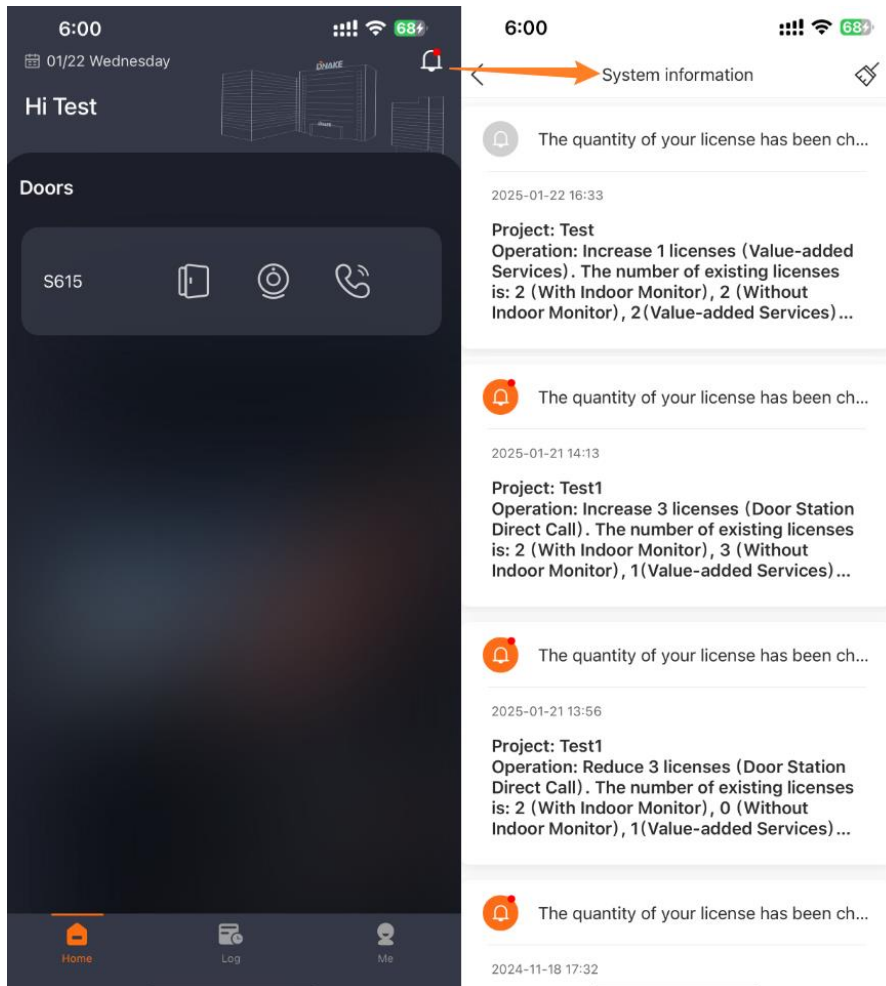 6:00
68
01/22 Wednesday
DNAKE
Hi Test
Doors
S615
Home
Log
Me
6:00
68
System information
The quantity of your license has been ch...
2025-01-22 16:33
Project: Test
Operation: Increase 1 licenses (Value-added
Services). The number of existing licenses
is: 2 (With Indoor Monitor), 2 (Without
Indoor Monitor), 2(Value-added Services)...
The quantity of your license has been ch...
2025-01-21 14:13
Project: Test1
Operation: Increase 3 licenses (Door Station
Direct Call). The number of existing licenses
is: 2 (With Indoor Monitor), 3 (Without
Indoor Monitor), 1(Value-added Services)...
The quantity of your license has been ch...
2025-01-21 13:56
Project: Test1
Operation: Reduce 3 licenses (Door Station
Direct Call). The number of existing licenses
is: 2 (With Indoor Monitor), 0 (Without
Indoor Monitor), 1(Value-added Services)...
The quantity of your license has been ch...
2024-11-18 17:32